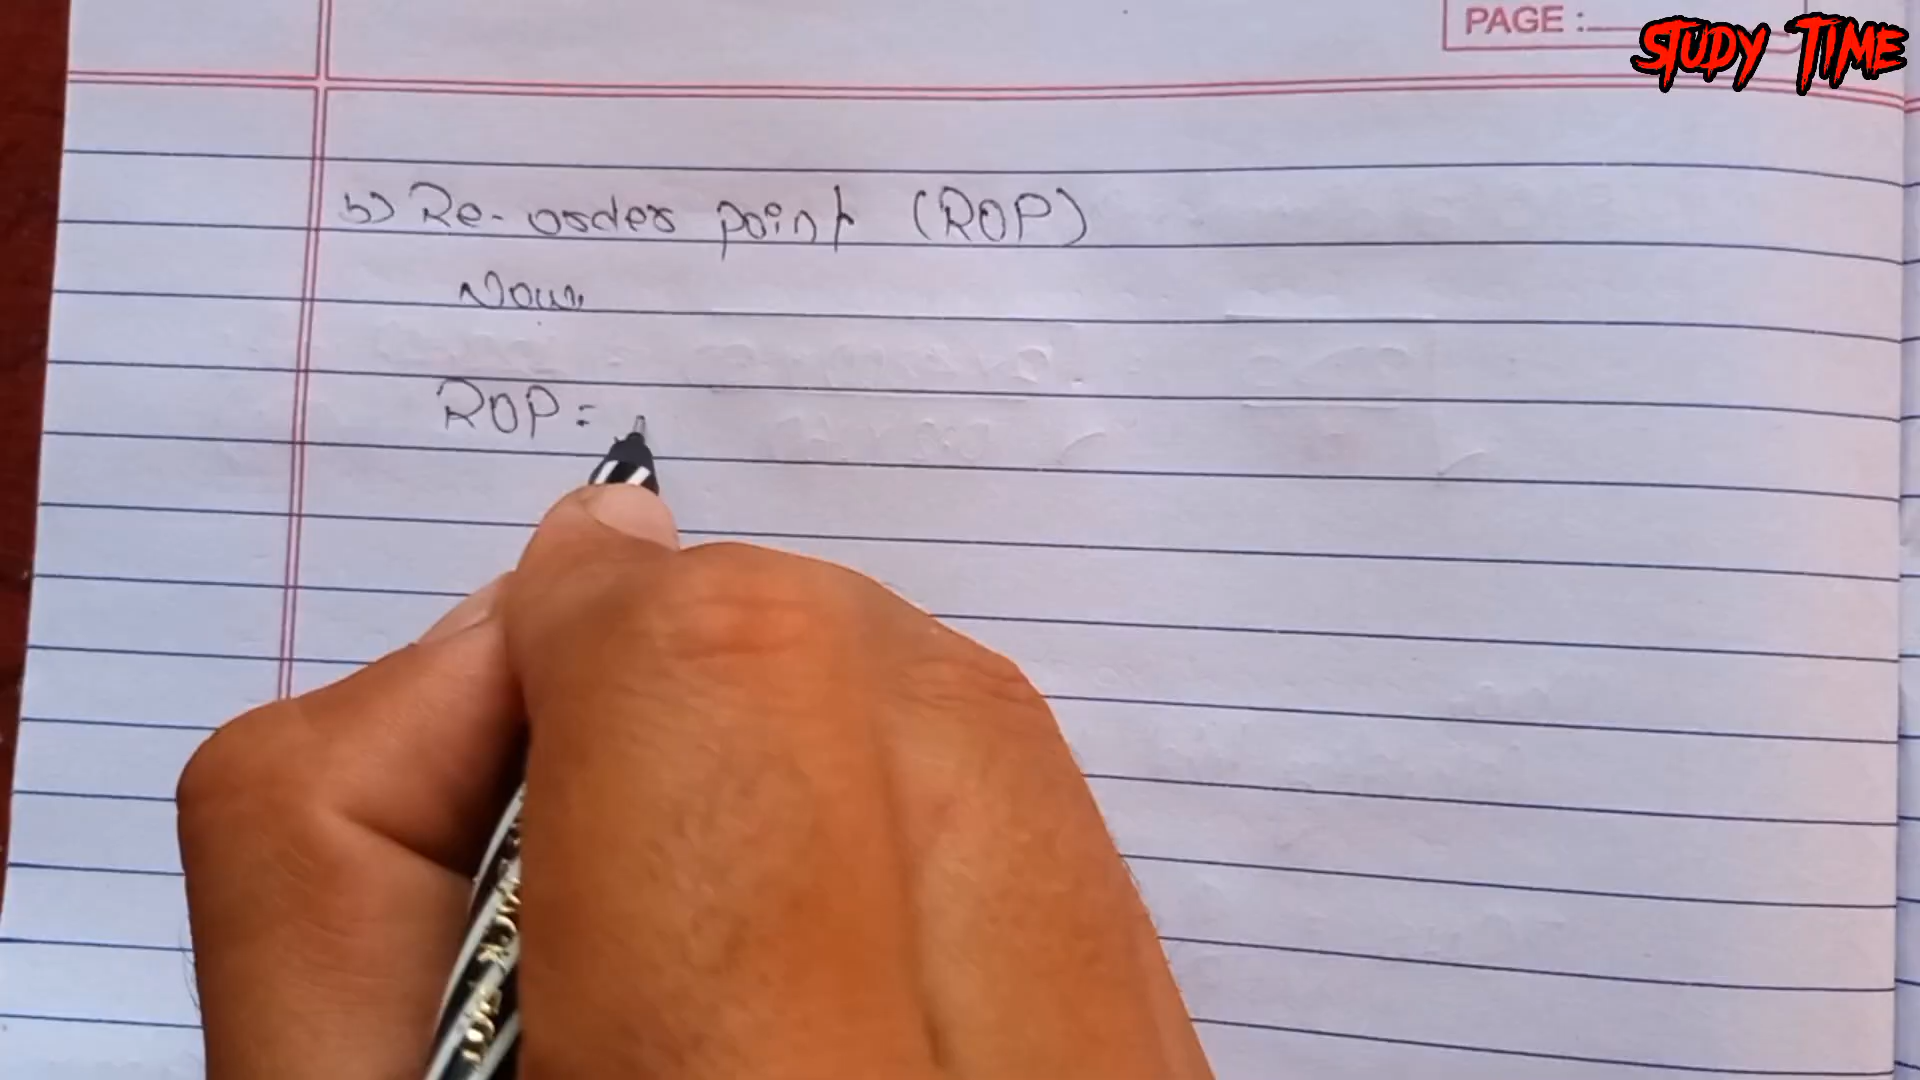 PAGE :
STUDY TIME
b) Re-order point (ROP)
Now,
ROP =